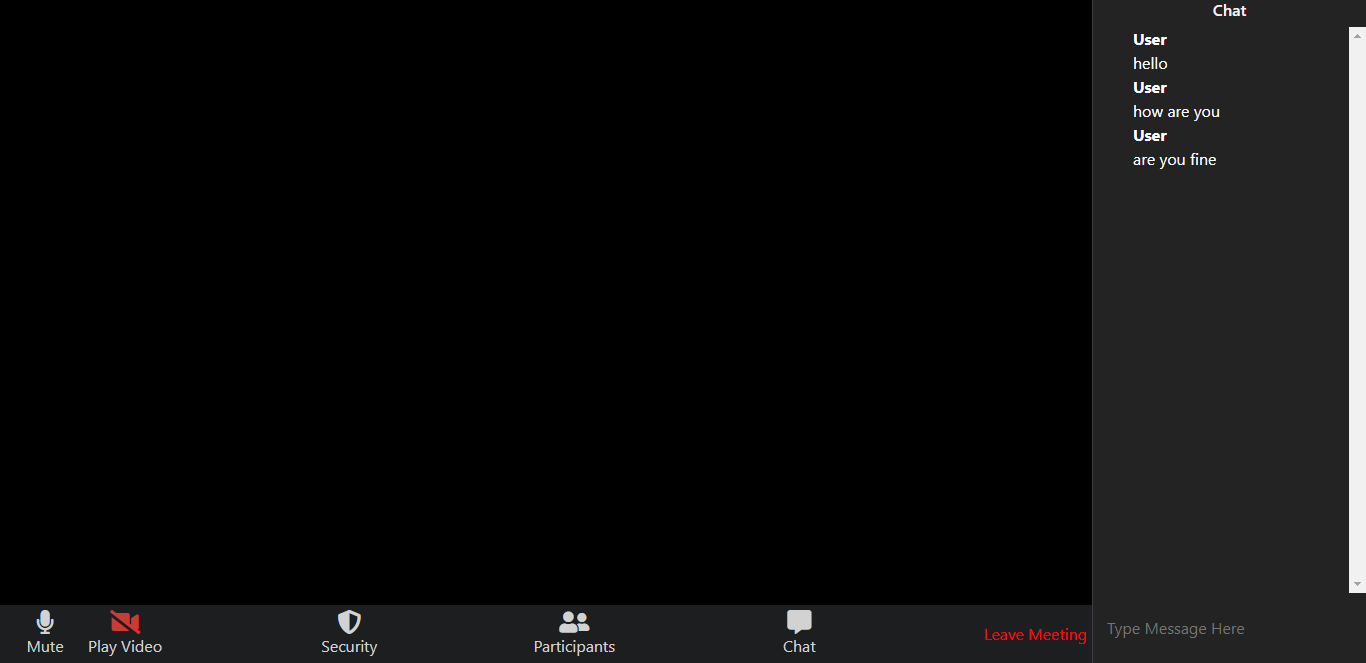 Chat
User
hello
User
how are you
User
are you fine
Mute
Play Video
Security
Participants
Chat
Leave Meeting
Type Message Here